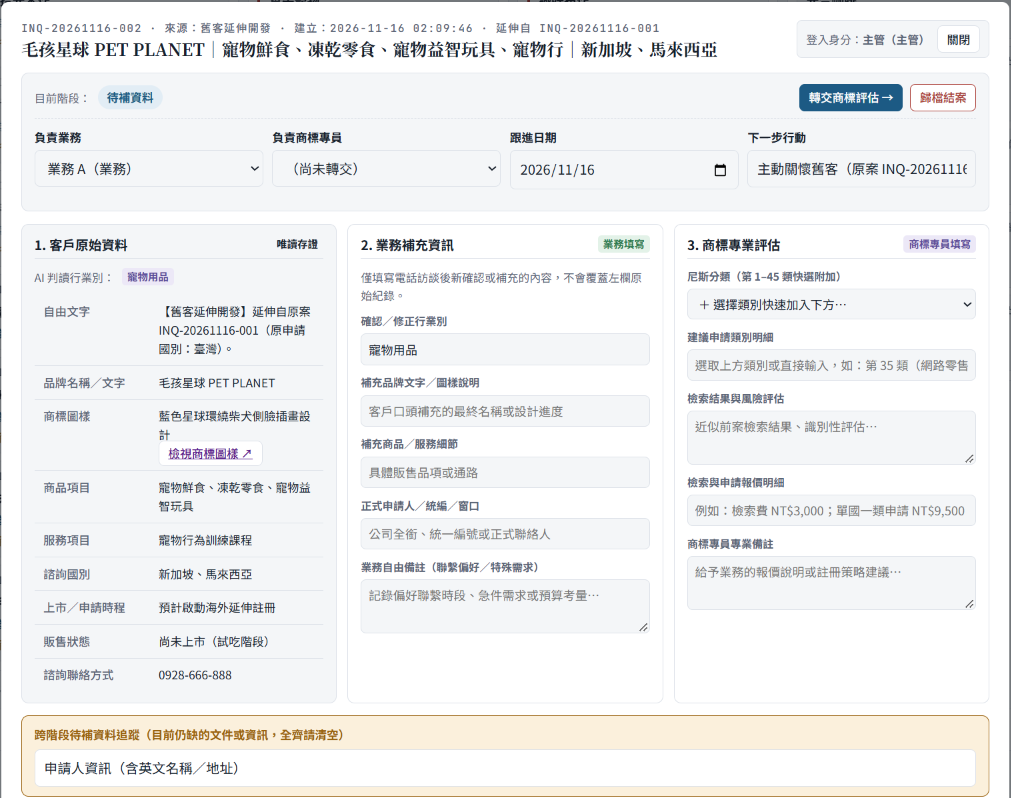 INQ-20261116-002 · 來源：舊客延伸開發 · 建立：2026-11-16 02:09:46 · 延伸自 INQ-20261116-001
毛孩星球 PET PLANET｜寵物鮮食、凍乾零食、寵物益智玩具、寵物行｜新加坡、馬來西亞
登入身分：主管（主管）
關閉
目前階段：
待補資料
轉交商標評估 →
歸檔結案
負責業務
負責商標專員
跟進日期
下一步行動
業務 A（業務）
（尚未轉交）
2026/11/16
主動關懷舊客（原案 INQ-20261116
1. 客戶原始資料
唯讀存證
AI 判讀行業別：
寵物用品
自由文字
【舊客延伸開發】延伸自原案
INQ-20261116-001（原申請
國別：臺灣）。
品牌名稱／文字
毛孩星球 PET PLANET
商標圖樣
藍色星球環繞柴犬側臉插畫設
計
檢視商標圖樣 ↗
商品項目
寵物鮮食、凍乾零食、寵物益
智玩具
服務項目
寵物行為訓練課程
諮詢國別
新加坡、馬來西亞
上市／申請時程
預計啟動海外延伸註冊
販售狀態
尚未上市（試吃階段）
諮詢聯絡方式
0928-666-888
2. 業務補充資訊
業務填寫
僅填寫電話訪談後新確認或補充的內容，不會覆蓋左欄原
始紀錄。
確認／修正行業別
寵物用品
補充品牌文字／圖樣說明
客戶口頭補充的最終名稱或設計進度
補充商品／服務細節
具體販售品項或通路
正式申請人／統編／窗口
公司全銜、統一編號或正式聯絡人
業務自由備註（聯繫偏好／特殊需求）
記錄偏好聯繫時段、急件需求或預算考量…
3. 商標專業評估
商標專員填寫
尼斯分類（第 1–45 類快選附加）
＋ 選擇類別快速加入下方…
建議申請類別明細
選取上方類別或直接輸入，如：第 35 類（網路零售
檢索結果與風險評估
近似前案檢索結果、識別性評估…
檢索與申請報價明細
例如：檢索費 NT$3,000；單國一類申請 NT$9,500
商標專員專業備註
給予業務的報價說明或註冊策略建議…
跨階段待補資料追蹤（目前仍缺的文件或資訊，全齊請清空）
申請人資訊（含英文名稱／地址）